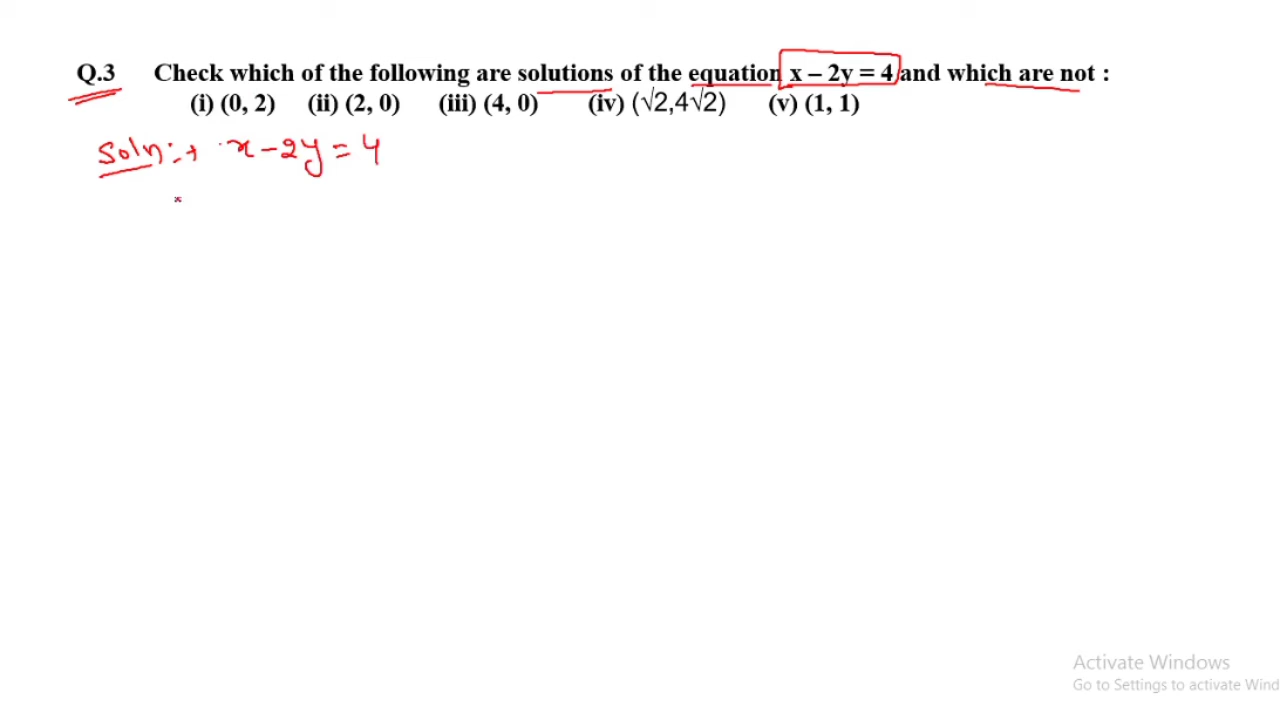 Q.3 Check which of the following are solutions of the equation x – 2y = 4 and which are not :
(i) (0, 2) (ii) (2, 0) (iii) (4, 0) (iv) (√2,4√2) (v) (1, 1)
Soln:→ x - 2y = 4
Activate Windows
Go to Settings to activate Wind